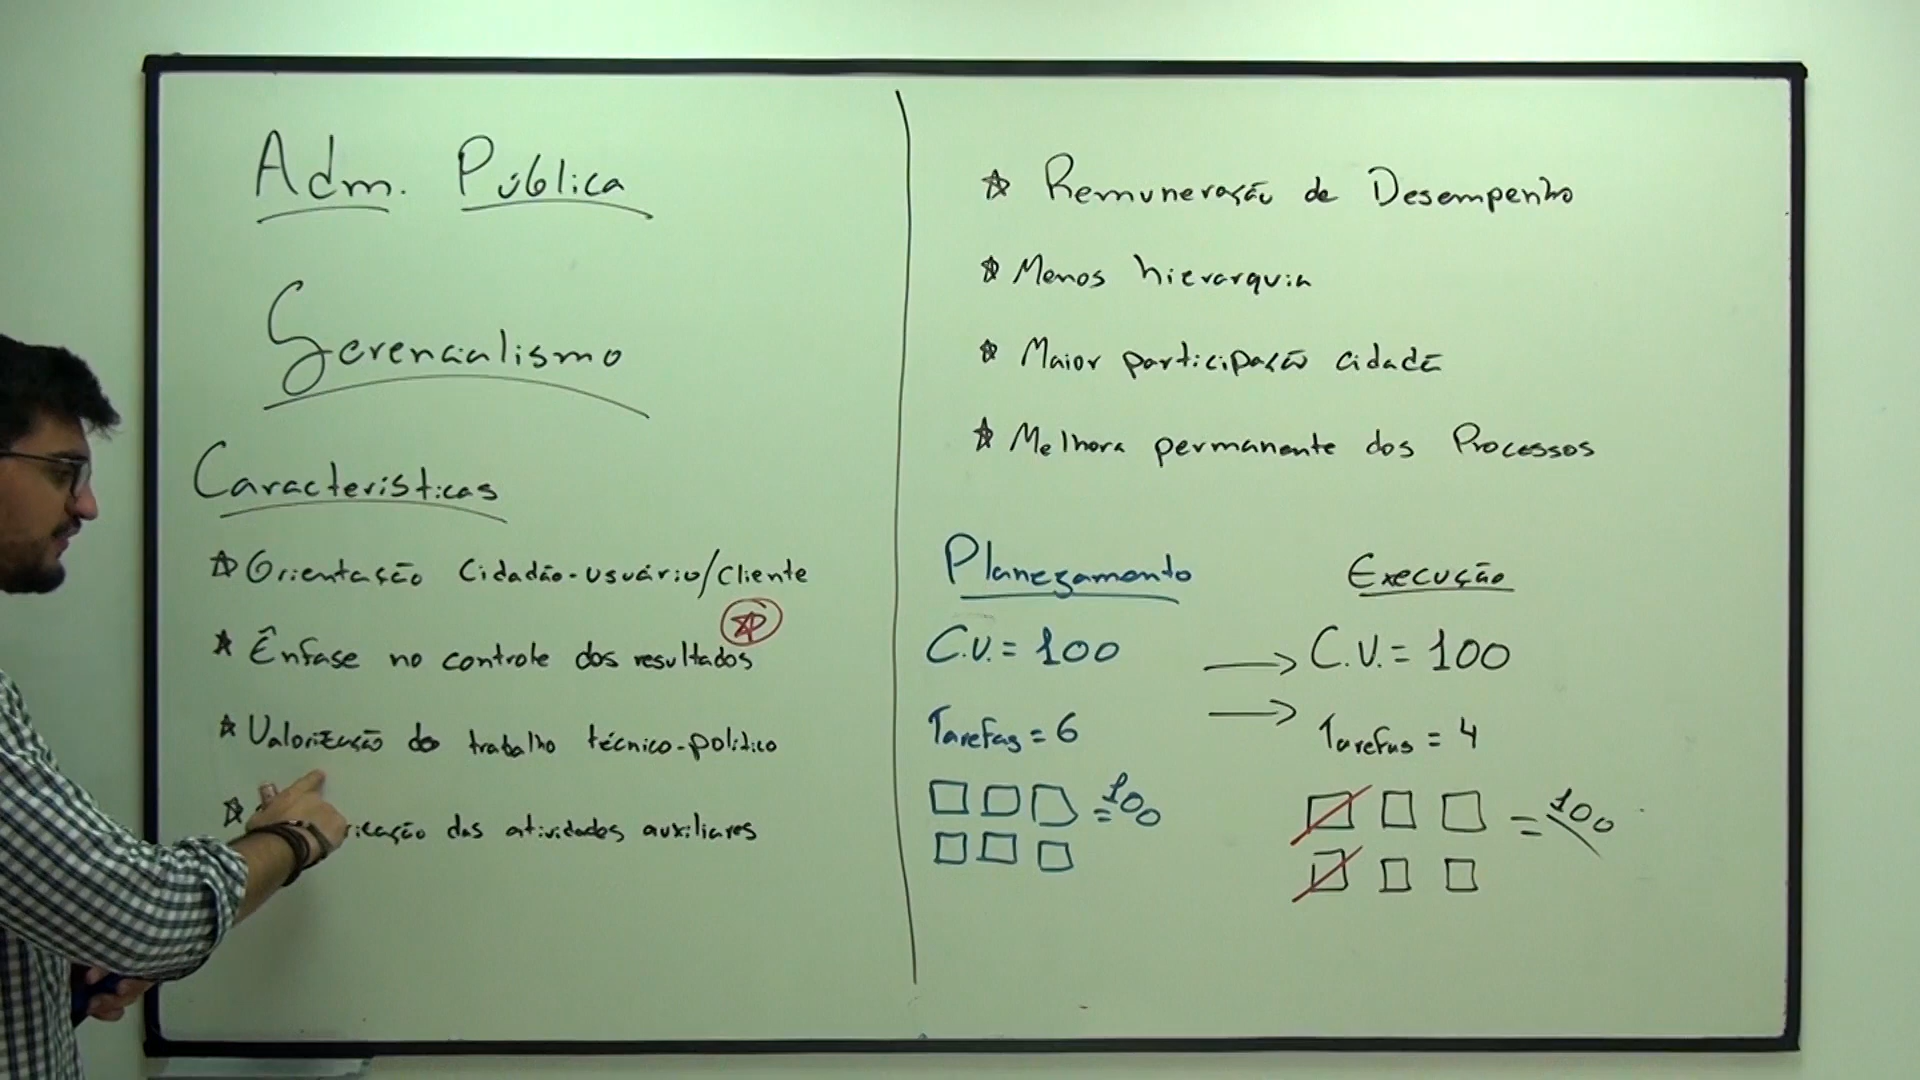 Adm. Pública
Gerencialismo
Características
☆ Orientação Cidadão-usuário/cliente
☆ Ênfase no controle dos resultados
☆ Valorização do trabalho técnico-político
☆ das atividades auxiliares
☆ Remuneração de Desempenho
☆ Menos hierarquia
☆ Maior participação cidadã
☆ Melhora permanente dos Processos
Planejamento
C.V. = 100
Tarefas = 6
= 100
Execução
C.V. = 100
Tarefas = 4
= 100